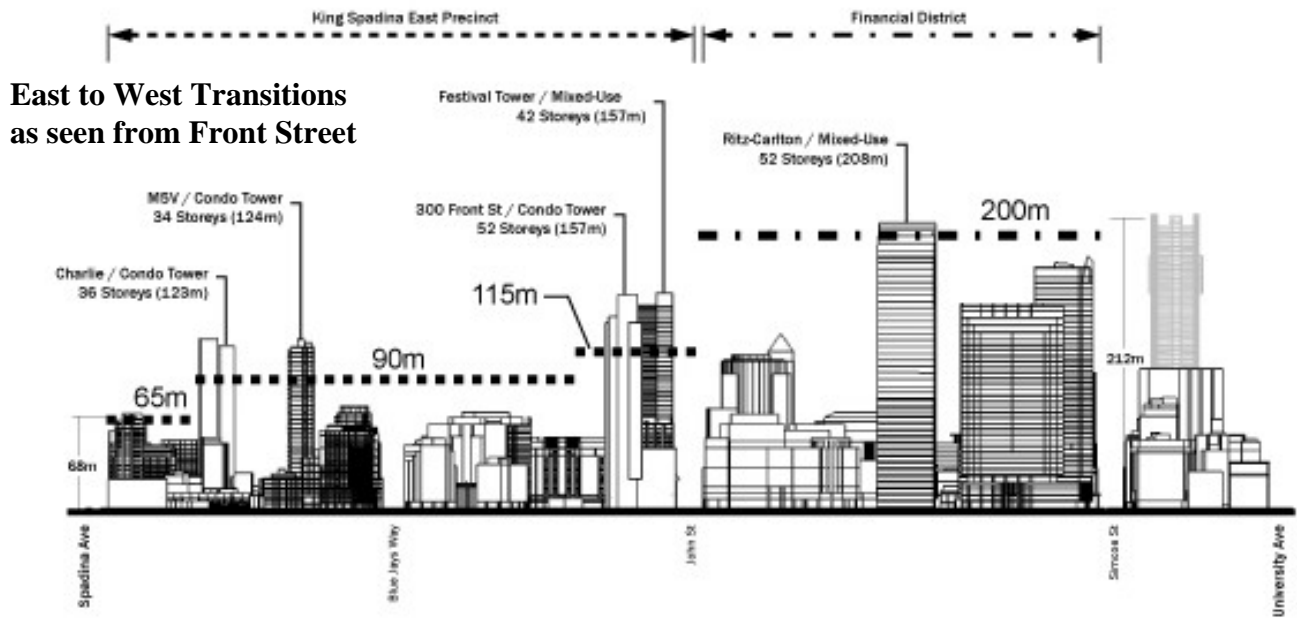 King Spadina East Precinct
Financial District
East to West Transitions
as seen from Front Street
Festival Tower / Mixed-Use
42 Storeys (157m)
Ritz-Carlton / Mixed-Use
52 Storeys (208m)
MSV / Condo Tower
34 Storeys (124m)
300 Front St / Condo Tower
52 Storeys (157m)
200m
Charlie / Condo Tower
36 Storeys (123m)
115m
90m
212m
65m
68m
Spadina Ave
Blue Jays Way
John St
Simcoe St
University Ave